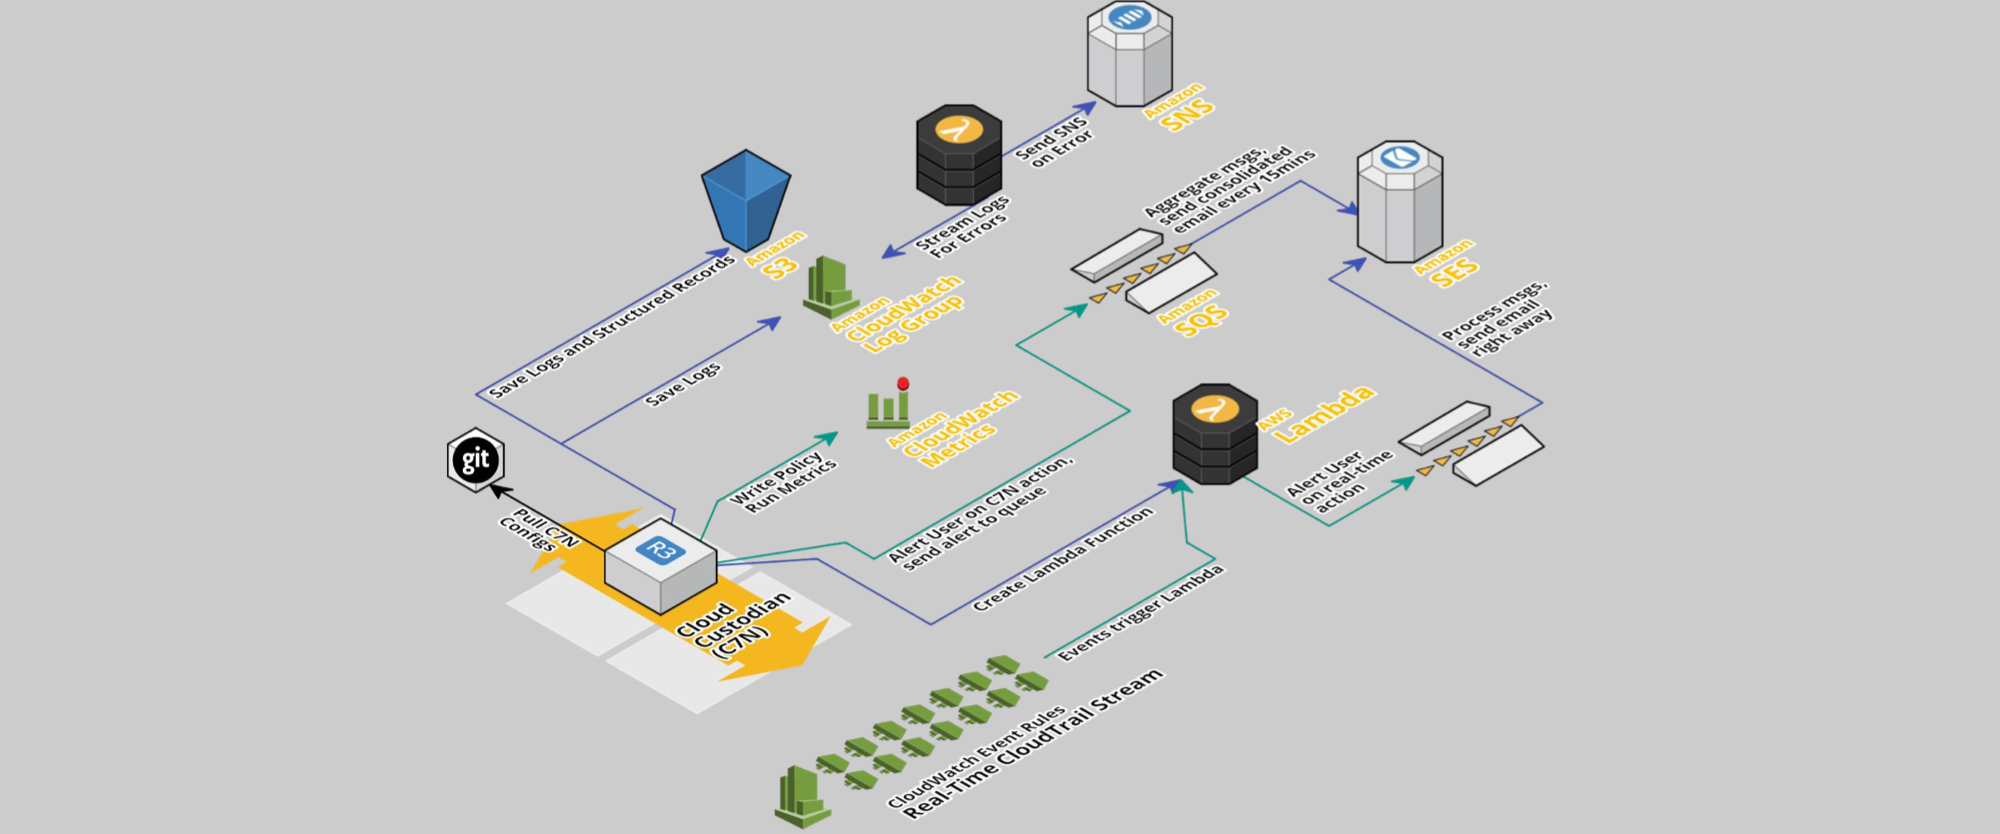 Amazon
SNS
Send SNS
on Error
Stream Logs
For Errors
Amazon
S3
Save Logs and Structured Records
Amazon
CloudWatch
Log Group
Save Logs
Aggregate msgs,
send consolidated
email every 15mins
Amazon
SQS
Amazon
SES
Process msgs,
send email
right away
Amazon
CloudWatch
Metrics
Write Policy
Run Metrics
AWS
Lambda
Alert User
on real-time
action
Alert User on C7N action,
send alert to queue
Create Lambda Function
git
Pull C7N
Configs
R3
Cloud
Custodian
(C7N)
Events trigger Lambda
CloudWatch Event Rules
Real-Time CloudTrail Stream